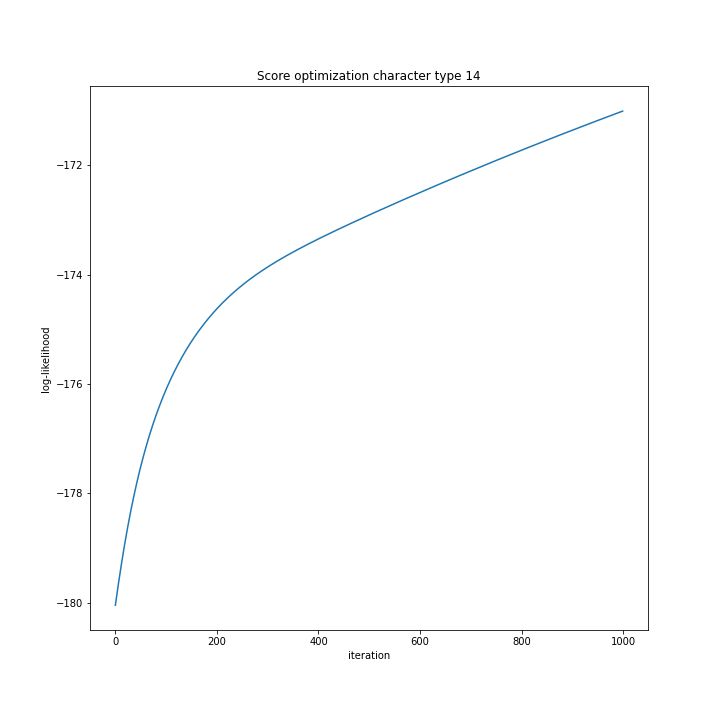 Score optimization character type 14
log-likelihood
−172
−174
−176
−178
−180
0 200 400 600 800 1000
iteration